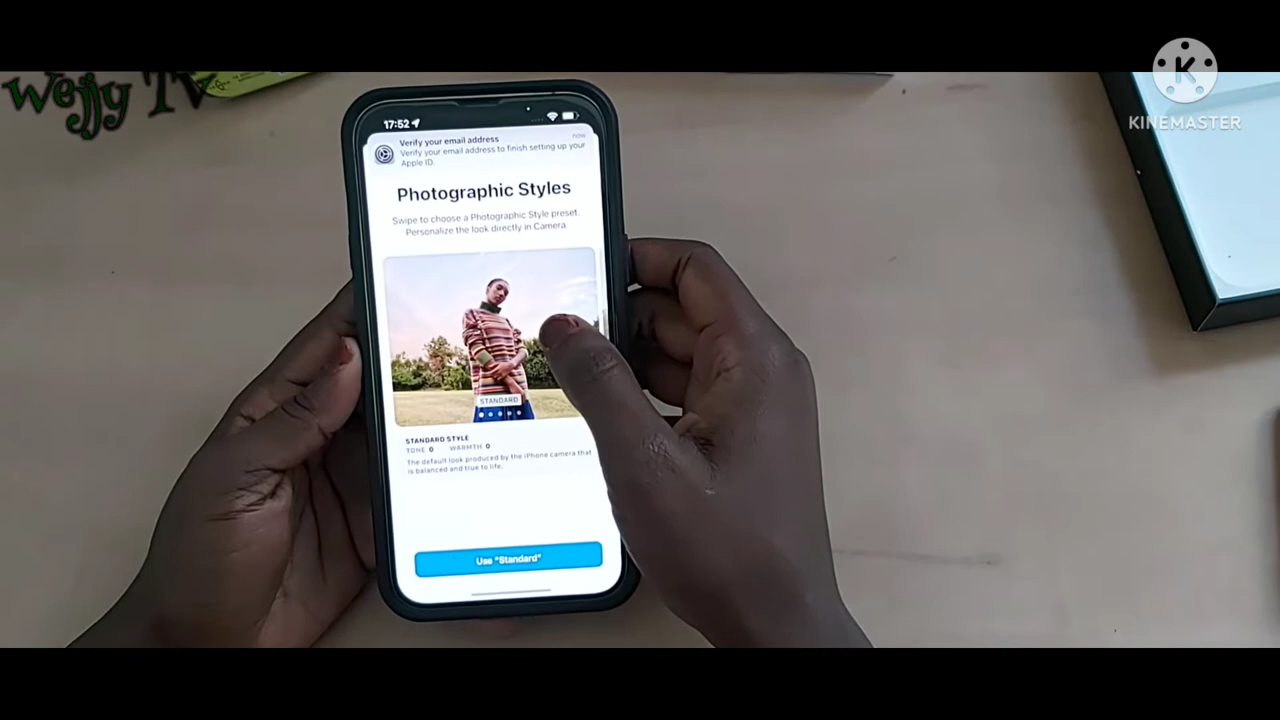 Wejjy TV
KINEMASTER
17:52
Verify your email address
now
Verify your email address to finish setting up your
Apple ID.
Photographic Styles
Swipe to choose a Photographic Style preset.
Personalize the look directly in Camera
STANDARD
STANDARD STYLE
TONE 0 WARMTH 0
The default look produced by the iPhone camera that
is balanced and true to life.
Use "Standard"